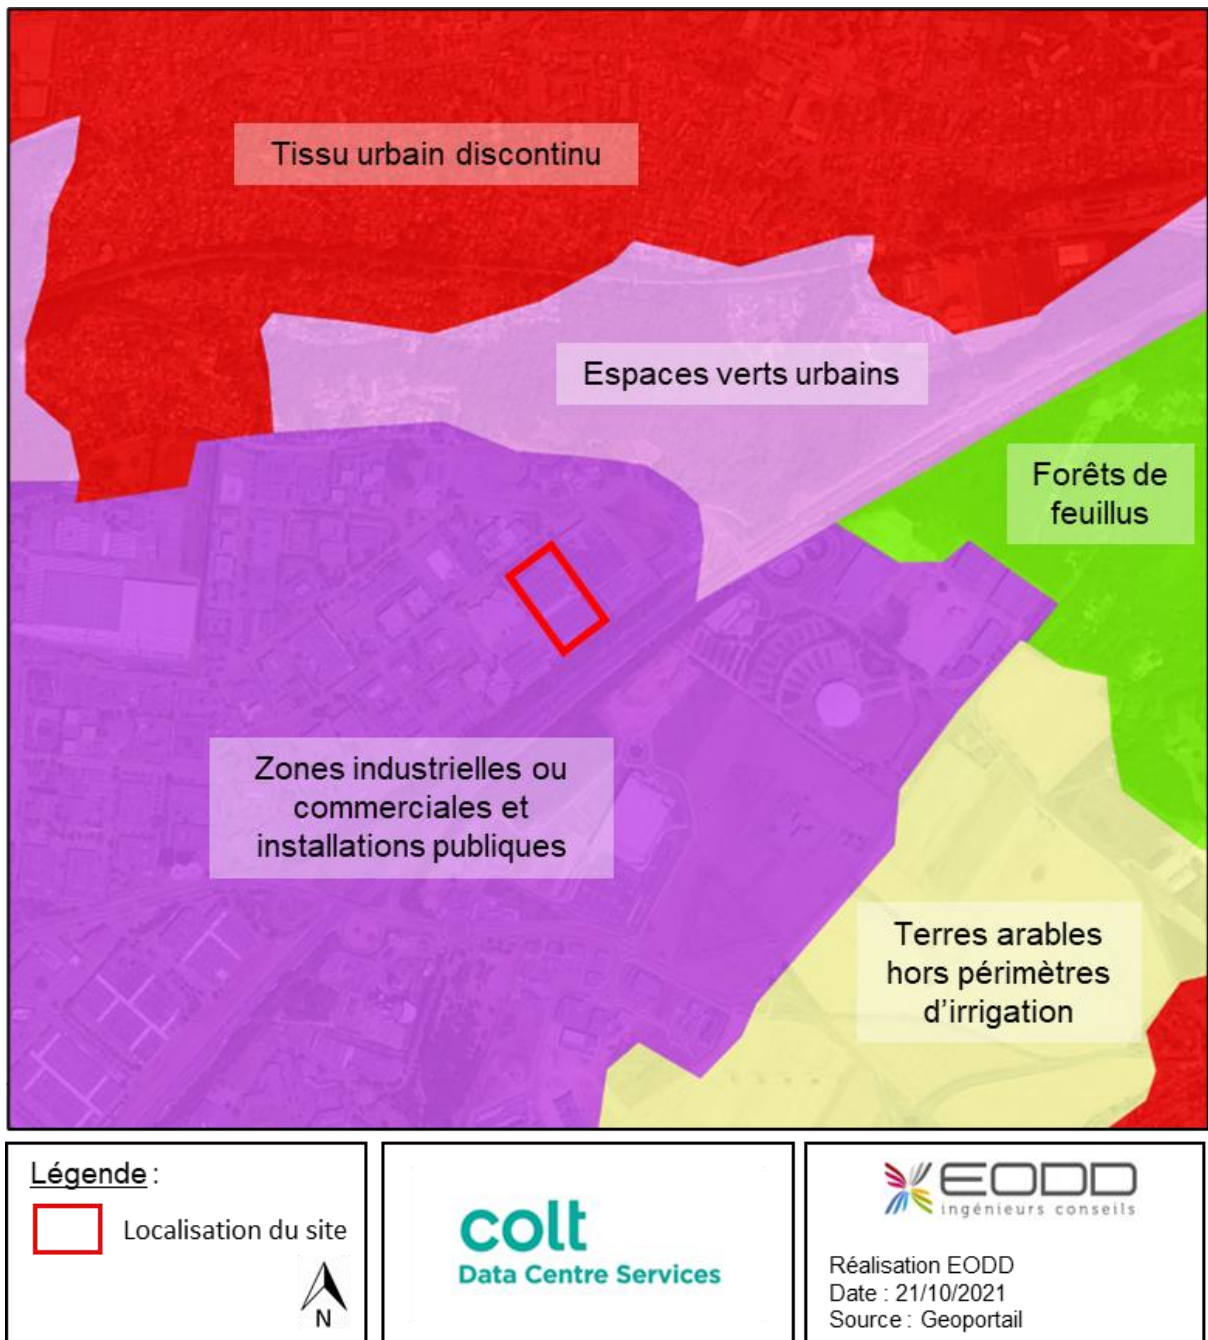 Tissu urbain discontinu
Espaces verts urbains
Forêts de
feuillus
Zones industrielles ou
commerciales et
installations publiques
Terres arables
hors périmètres
d’irrigation
Légende :
Localisation du site
N
colt
Data Centre Services
EODD
ingénieurs conseils
Réalisation EODD
Date : 21/10/2021
Source : Geoportail